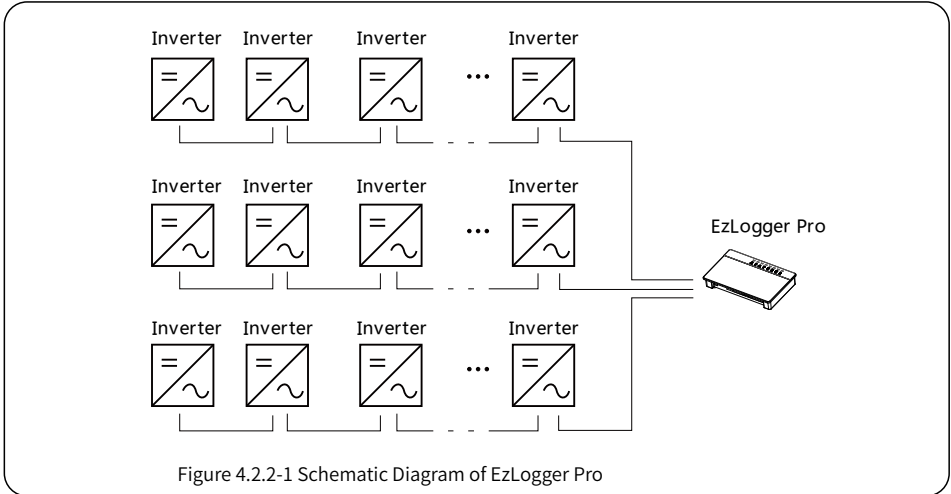 Inverter Inverter Inverter Inverter
Inverter Inverter Inverter Inverter
EzLogger Pro
Inverter Inverter Inverter Inverter
Figure 4.2.2-1 Schematic Diagram of EzLogger Pro